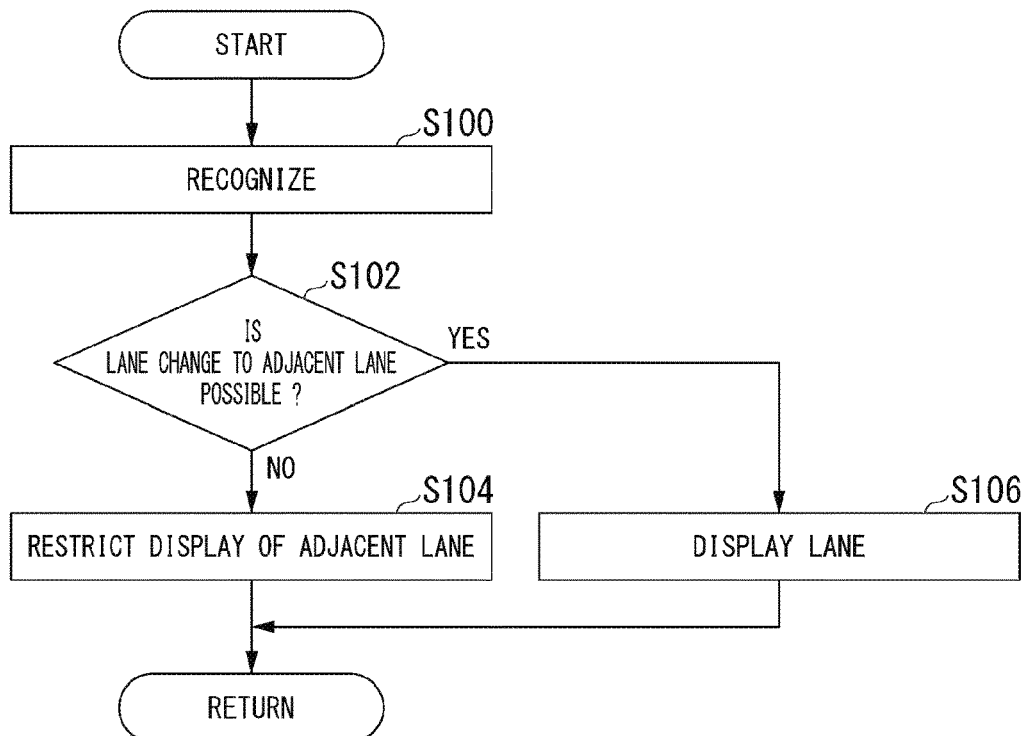 START
S100
RECOGNIZE
S102
IS
LANE CHANGE TO ADJACENT LANE
POSSIBLE ?
YES
NO
S104
RESTRICT DISPLAY OF ADJACENT LANE
S106
DISPLAY LANE
RETURN